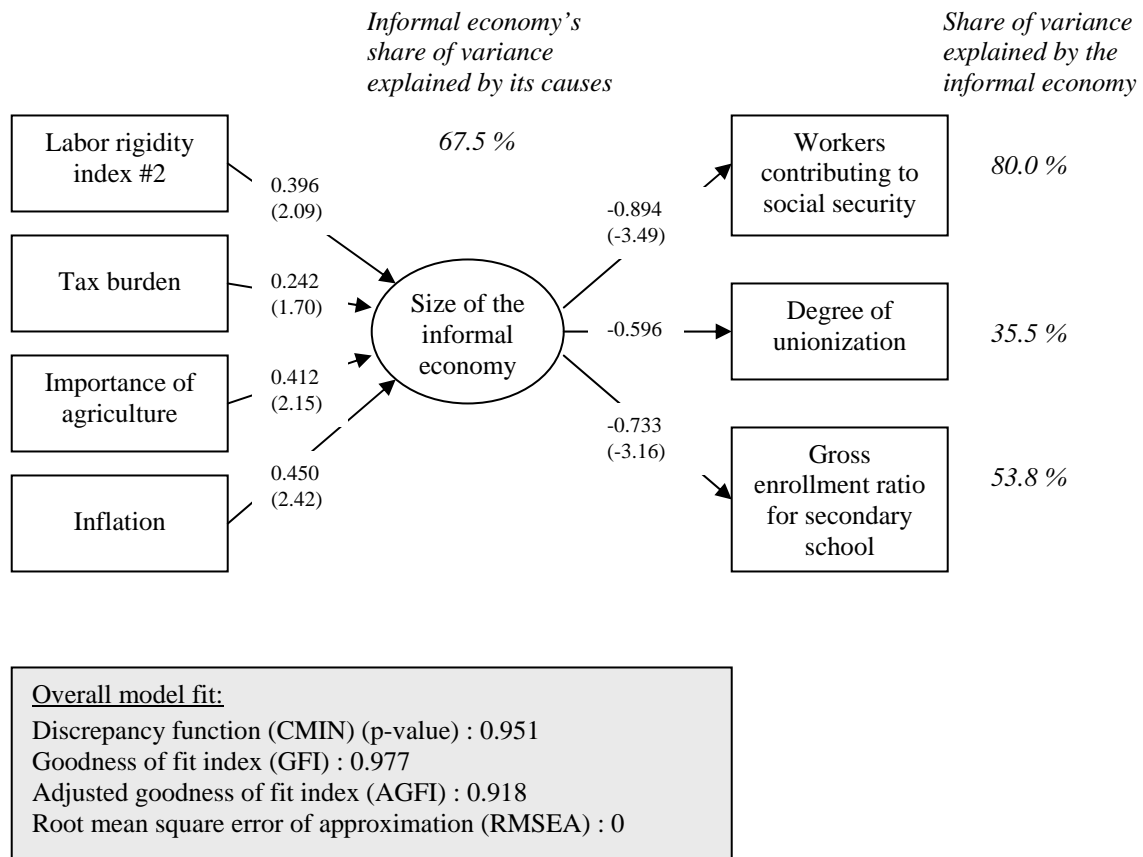 Informal economy's
share of variance
explained by its causes
Share of variance
explained by the
informal economy
Labor rigidity
index #2
67.5 %
Workers
contributing to
social security
80.0 %
0.396
(2.09)
-0.894
(-3.49)
Tax burden
0.242
(1.70)
Size of the
informal
economy
-0.596
Degree of
unionization
35.5 %
Importance of
agriculture
0.412
(2.15)
-0.733
(-3.16)
Gross
enrollment ratio
for secondary
school
53.8 %
0.450
(2.42)
Inflation
Overall model fit:
Discrepancy function (CMIN) (p-value) : 0.951
Goodness of fit index (GFI) : 0.977
Adjusted goodness of fit index (AGFI) : 0.918
Root mean square error of approximation (RMSEA) : 0